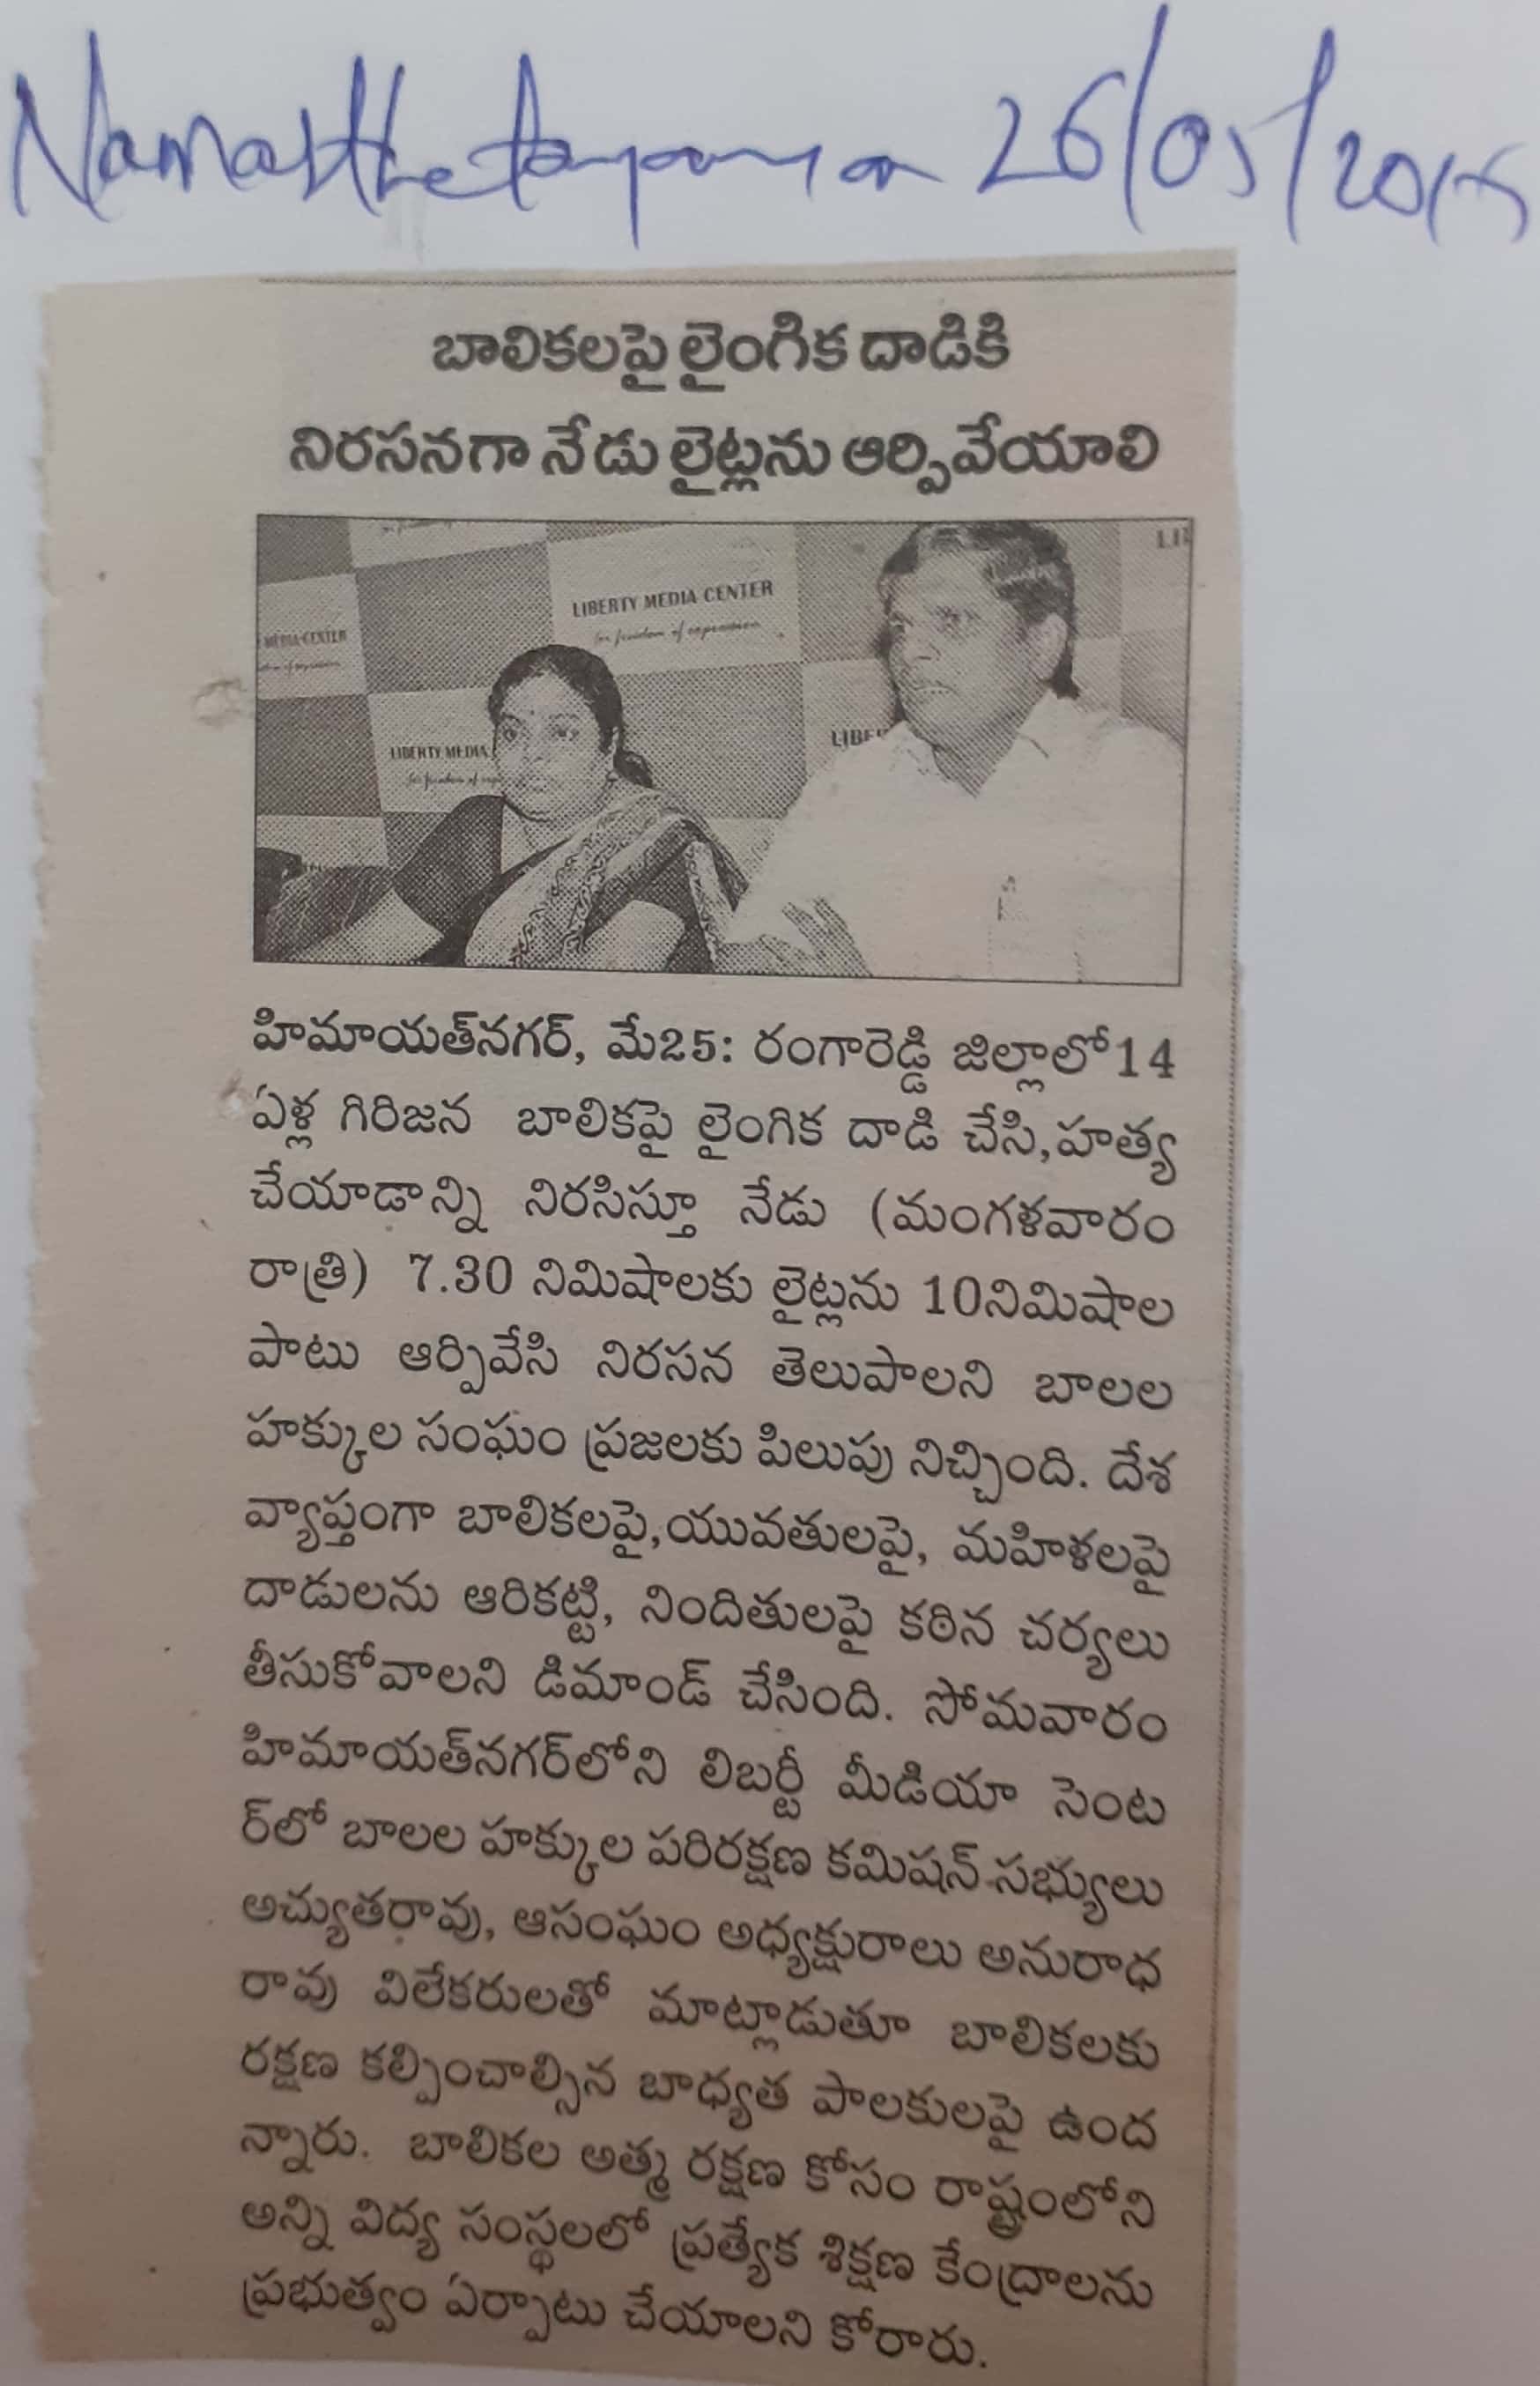 Namasthe 26/05/2015
బాలికలపై లైంగిక దాడికి
నిరసనగా నేడు లైట్లను ఆర్పివేయాలి
LIBERTY MEDIA CENTER
for freedom of expression
MEDIA CENTER
LIBERTY MEDIA
LIBE
LI
హిమాయత్‌నగర్, మే25: రంగారెడ్డి జిల్లాలో 14
ఏళ్ల గిరిజన బాలికపై లైంగిక దాడి చేసి,హత్య
చేయాడాన్ని నిరసిస్తూ నేడు (మంగళవారం
రాత్రి) 7.30 నిమిషాలకు లైట్లను 10నిమిషాల
పాటు ఆర్పివేసి నిరసన తెలుపాలని బాలల
హక్కుల సంఘం ప్రజలకు పిలుపు నిచ్చింది. దేశ
వ్యాప్తంగా బాలికలపై,యువతులపై, మహిళలపై
దాడులను ఆరికట్టి, నిందితులపై కఠిన చర్యలు
తీసుకోవాలని డిమాండ్ చేసింది. సోమవారం
హిమాయత్‌నగర్‌లోని లిబర్టీ మీడియా సెంట
ర్‌లో బాలల హక్కుల పరిరక్షణ కమిషన్ సభ్యులు
అచ్యుతరావు, ఆసంఘం అధ్యక్షురాలు అనురాధ
రావు విలేకరులతో మాట్లాడుతూ బాలికలకు
రక్షణ కల్పించాల్సిన బాధ్యత పాలకులపై ఉంద
న్నారు. బాలికల అత్మ రక్షణ కోసం రాష్ట్రంలోని
అన్ని విద్య సంస్థలలో ప్రత్యేక శిక్షణ కేంద్రాలను
ప్రభుత్వం ఏర్పాటు చేయాలని కోరారు.